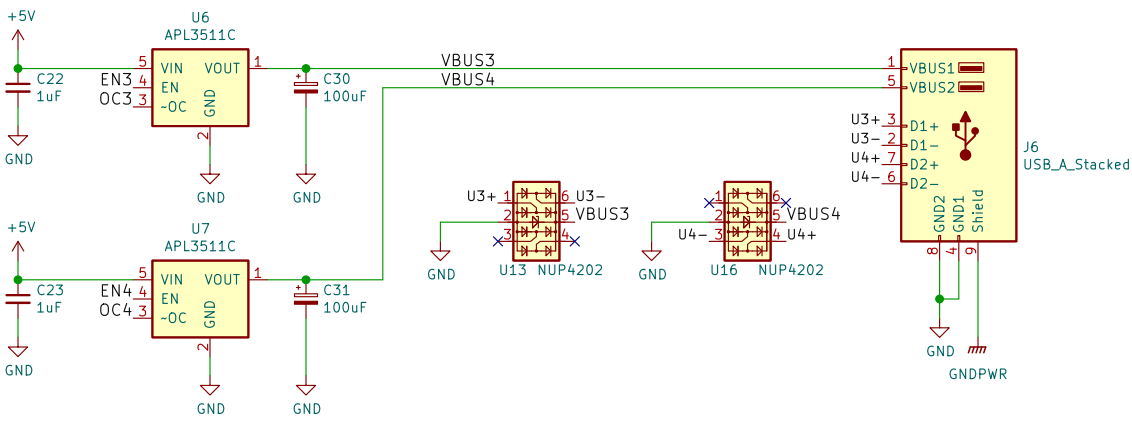 +5V
U6
APL3511C
C22
1uF
GND
EN3
OC3
5
4
3
VIN
EN
~OC
VOUT
GND
1
2
GND
C30
100uF
GND
VBUS3
VBUS4
1
5
3
2
7
6
VBUS1
VBUS2
U3+
U3-
U4+
U4-
D1+
D1-
D2+
D2-
GND2
GND1
Shield
8
4
9
J6
USB_A_Stacked
GND
GNDPWR
U3+
1
2
3
6
5
4
U3-
VBUS3
GND
U13 NUP4202
1
2
3
6
5
4
VBUS4
U4-
U4+
GND
U16 NUP4202
+5V
U7
APL3511C
C23
1uF
GND
EN4
OC4
5
4
3
VIN
EN
~OC
VOUT
GND
1
2
GND
C31
100uF
GND